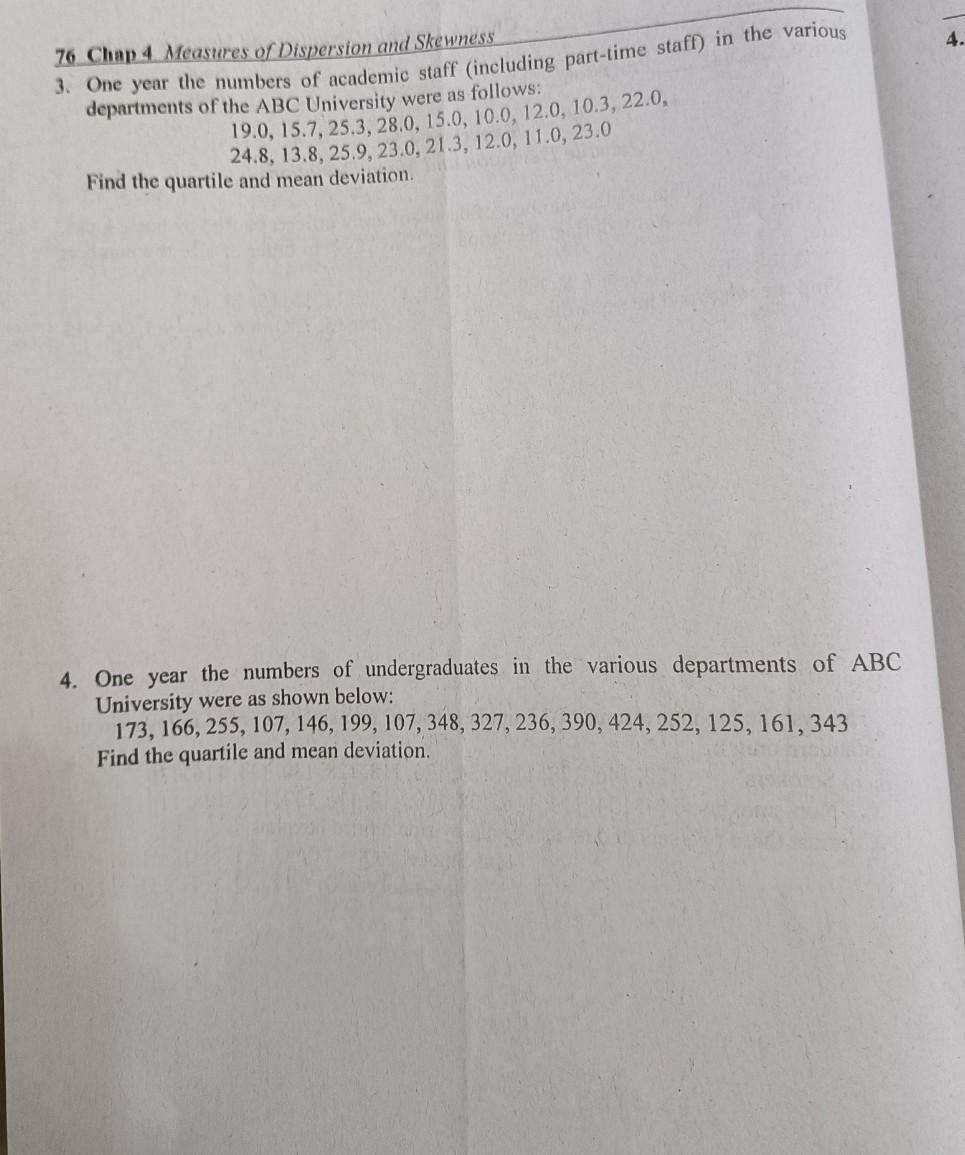 76 Chap 4 Measures of Dispersion and Skewness
3. One year the numbers of academic staff (including part-time staff) in the various
departments of the ABC University were as follows:
19.0, 15.7, 25.3, 28.0, 15.0, 10.0, 12.0, 10.3, 22.0,
24.8, 13.8, 25.9, 23.0, 21.3, 12.0, 11.0, 23.0
Find the quartile and mean deviation.
4.
4. One year the numbers of undergraduates in the various departments of ABC
University were as shown below:
173, 166, 255, 107, 146, 199, 107, 348, 327, 236, 390, 424, 252, 125, 161, 343
Find the quartile and mean deviation.